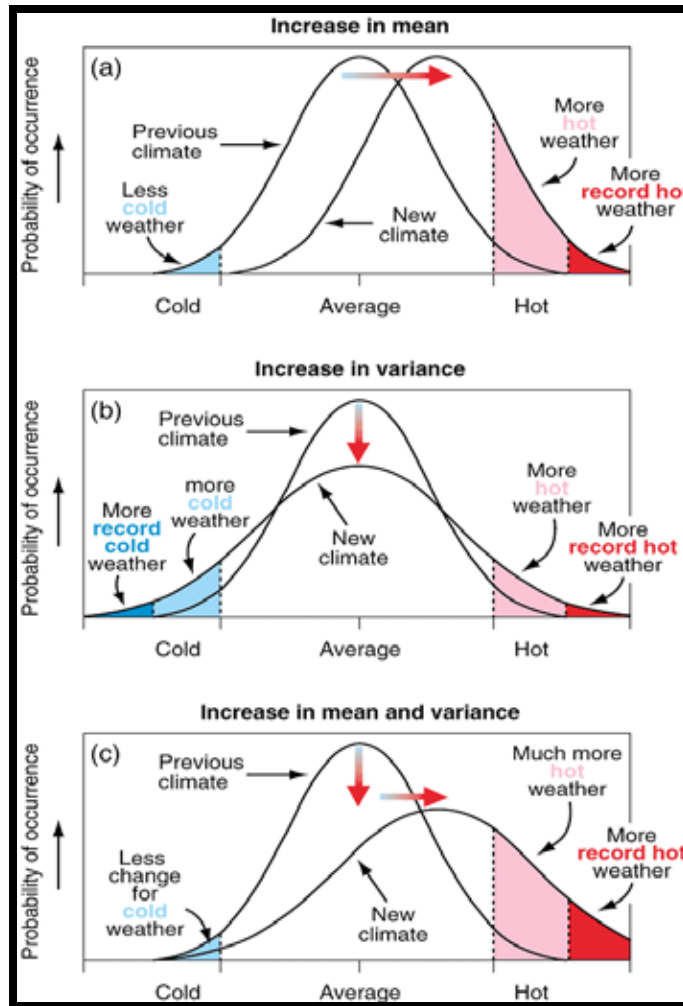 Increase in mean
(a)
Probability of occurrence
Previous
climate
Less
cold
weather
New
climate
More
hot
weather
More
record hot
weather
Cold
Average
Hot
Increase in variance
(b)
Probability of occurrence
Previous
climate
More
record
cold
weather
more
cold
weather
New
climate
More
hot
weather
More
record hot
weather
Cold
Average
Hot
Increase in mean and variance
(c)
Probability of occurrence
Previous
climate
Less
change
for
cold
weather
New
climate
Much more
hot
weather
More
record hot
weather
Cold
Average
Hot